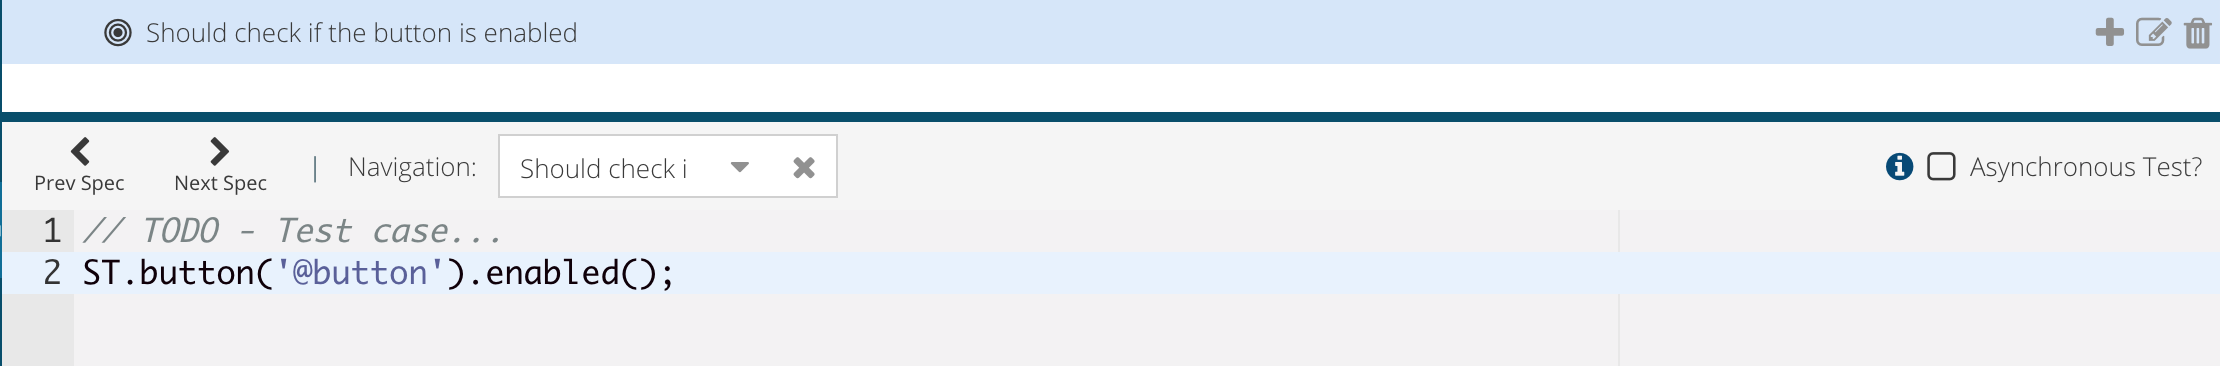 Should check if the button is enabled
Prev Spec
Next Spec
| Navigation:
Should check i
Asynchronous Test?
1 // TODO - Test case...
2 ST.button('@button').enabled();